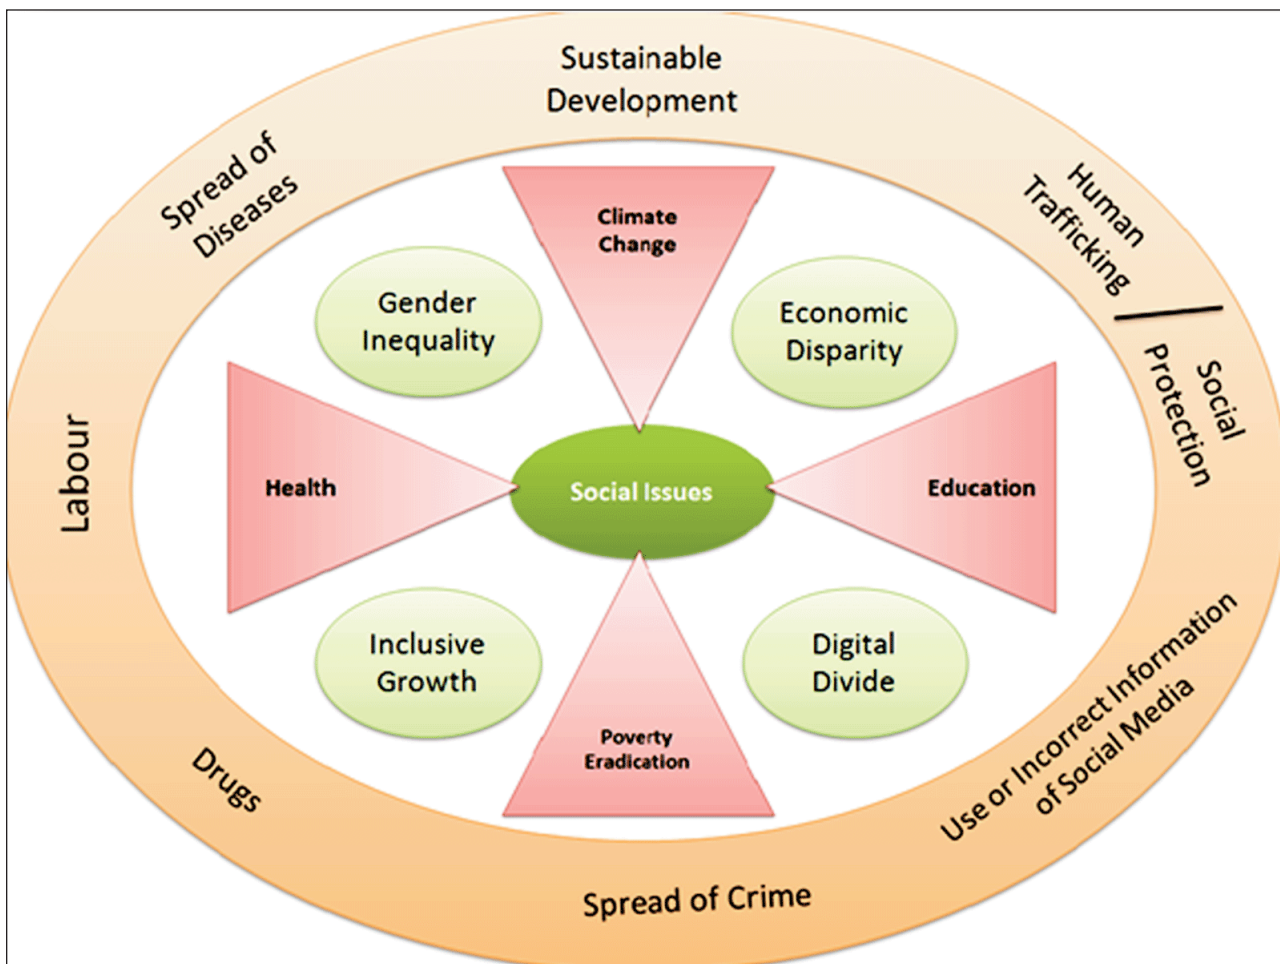 Sustainable
Development
Spread of
Diseases
Human
Trafficking
Climate
Change
Gender
Inequality
Economic
Disparity
Social
Protection
Labour
Health
Social Issues
Education
Inclusive
Growth
Digital
Divide
Poverty
Eradication
Drugs
Use or Incorrect Information
of Social Media
Spread of Crime